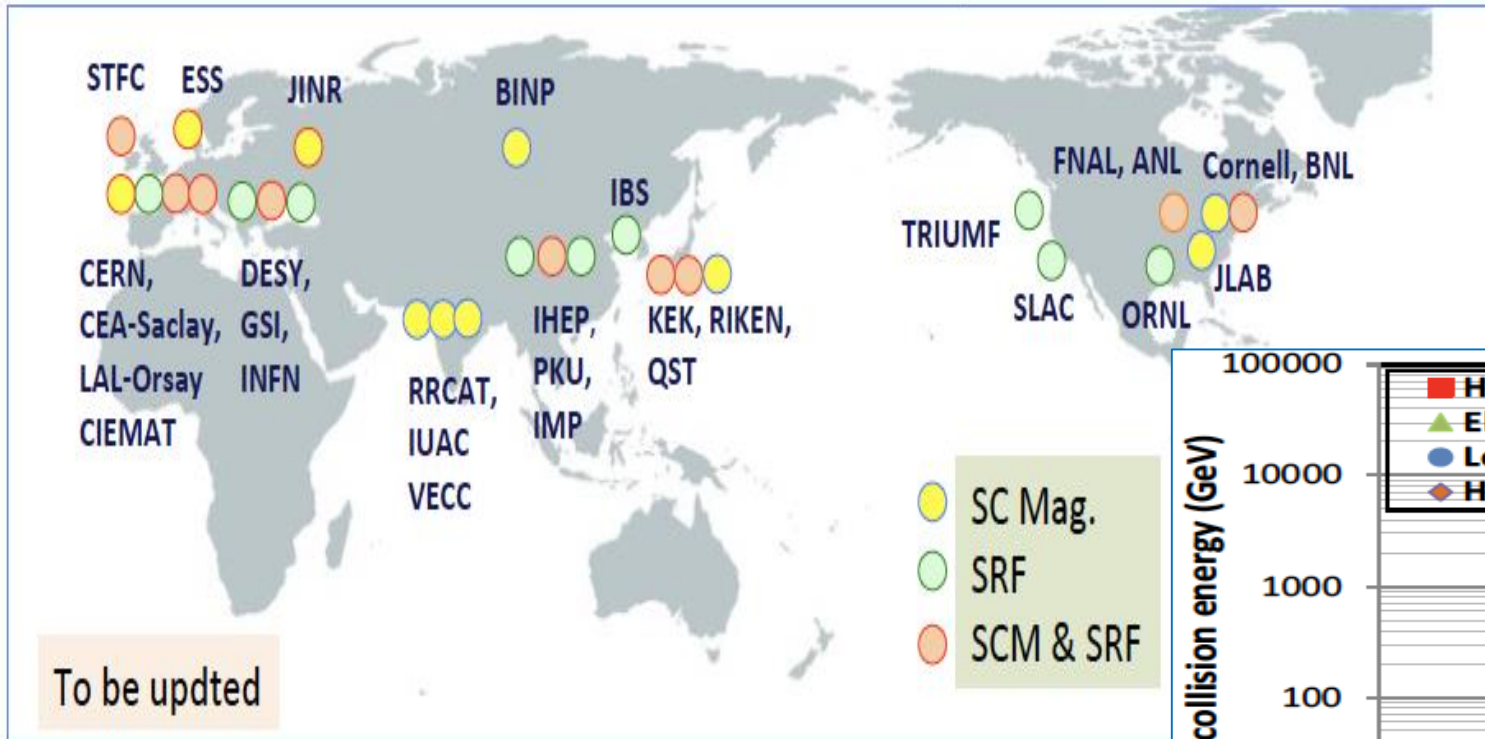 STFC
ESS
JINR
BINP
IBS
FNAL, ANL
Cornell, BNL
TRIUMF
SLAC
ORNL
JLAB
CERN,
CEA-Saclay,
LAL-Orsay
CIEMAT
DESY,
GSI,
INFN
RRCAT,
IUAC
VECC
IHEP,
PKU,
IMP
KEK, RIKEN,
QST
SC Mag.
SRF
SCM & SRF
To be updted
collision energy (GeV)
100000
10000
1000
100